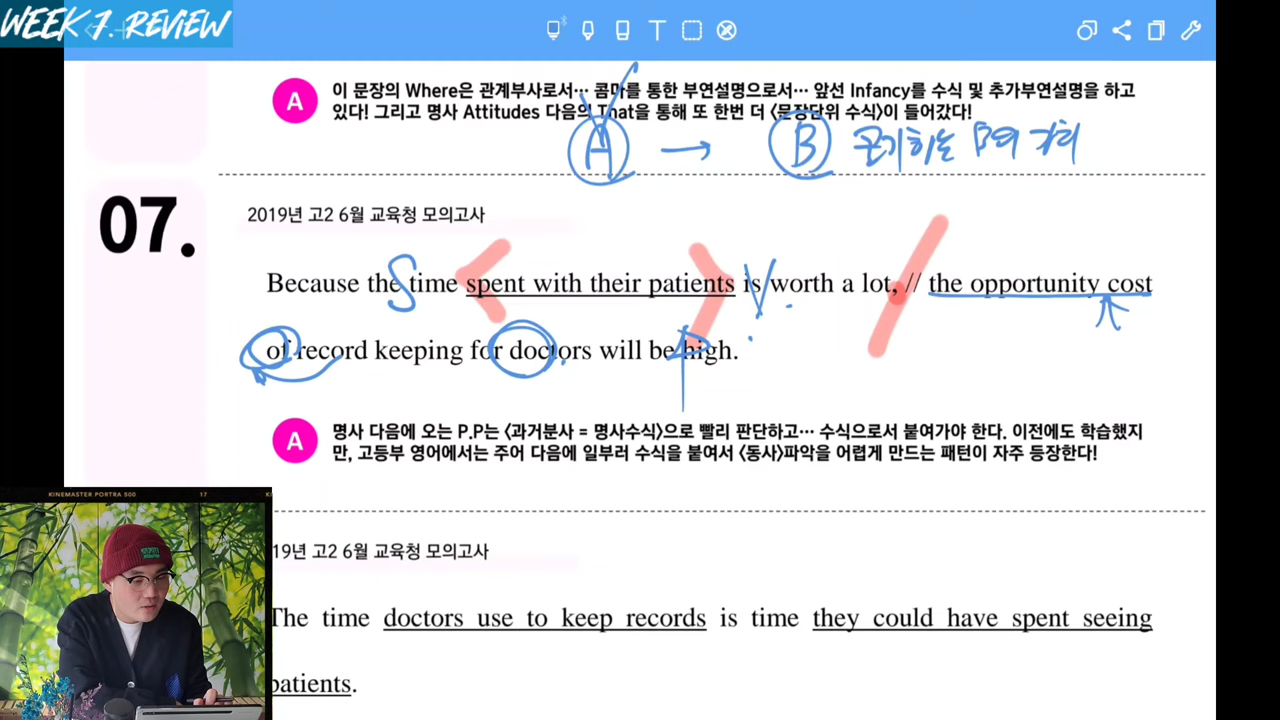 WEEK 7. REVIEW
T
A 이 문장의 Where은 관계부사로서… 콤마를 통한 부연설명으로서… 앞선 Infancy를 수식 및 추가부연설명을 하고
있다! 그리고 명사 Attitudes 다음의 That을 통해 또 한번 더 <문장단위 수식>이 들어갔다!
A → B 포기하는 B의 가치
07.
2019년 고2 6월 교육청 모의고사
S V
Because the time spent with their patients is worth a lot, // the opportunity cost
of record keeping for doctors will be high.
A 명사 다음에 오는 P.P는 <과거분사 = 명사수식>으로 빨리 판단하고… 수식으로서 붙여가야 한다. 이전에도 학습했지
만, 고등부 영어에서는 주어 다음에 일부러 수식을 붙여서 <동사>파악을 어렵게 만드는 패턴이 자주 등장한다!
KINEMASTER PORTRA 500 17 KI
19년 고2 6월 교육청 모의고사
The time doctors use to keep records is time they could have spent seeing
patients.